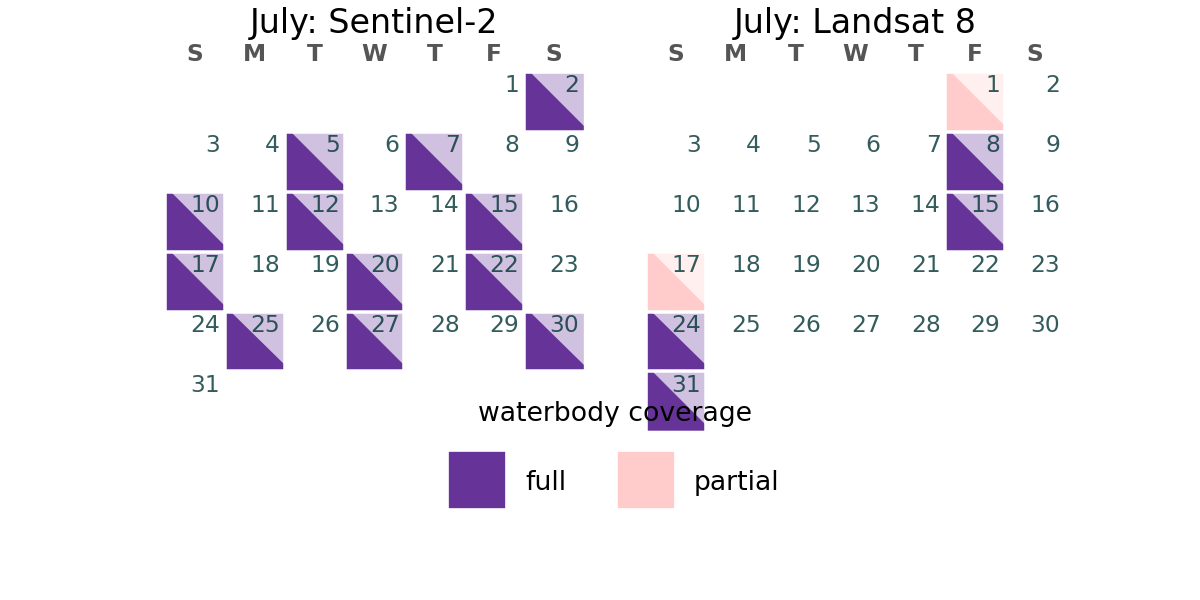 July: Sentinel-2
S M T W T F S
1 2
3 4 5 6 7 8 9
10 11 12 13 14 15 16
17 18 19 20 21 22 23
24 25 26 27 28 29 30
31
July: Landsat 8
S M T W T F S
1 2
3 4 5 6 7 8 9
10 11 12 13 14 15 16
17 18 19 20 21 22 23
24 25 26 27 28 29 30
31
waterbody coverage
full partial